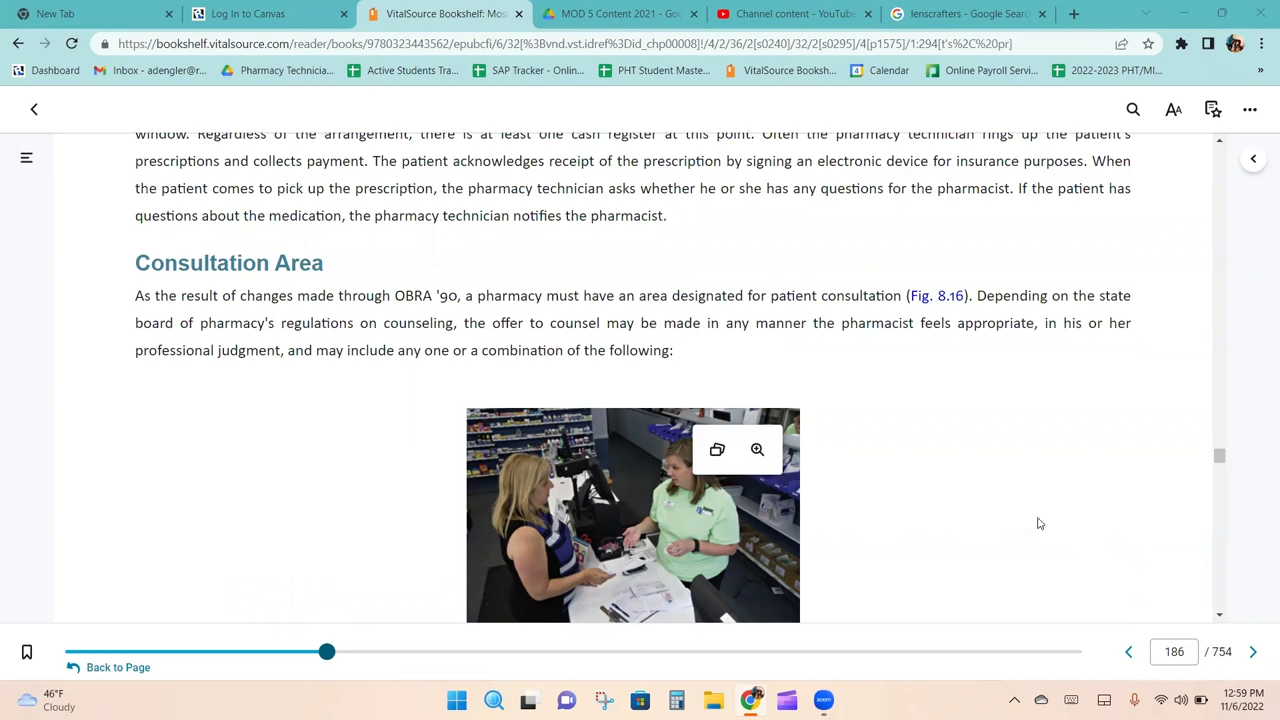 New Tab
Log In to Canvas
VitalSource Bookshelf: Mos
MOD 5 Content 2021 - Goo
Channel content - YouTube
lenscrafters - Google Searc
https://bookshelf.vitalsource.com/reader/books/9780323443562/epubcfi/6/32[%3Bvnd.vst.idref%3Did_chp00008]!/4/2/36/2[s0240]/32/2[s0295]/4[p1575]/1:294[t's%2C%20pr]
Dashboard
Inbox - adengler@r...
Pharmacy Technicia...
Active Students Tra...
SAP Tracker - Onlin...
PHT Student Maste...
VitalSource Booksh...
Calendar
Online Payroll Servi...
2022-2023 PHT/MI...
»
window. Regardless of the arrangement, there is at least one cash register at this point. Often the pharmacy technician rings up the patient's
prescriptions and collects payment. The patient acknowledges receipt of the prescription by signing an electronic device for insurance purposes. When
the patient comes to pick up the prescription, the pharmacy technician asks whether he or she has any questions for the pharmacist. If the patient has
questions about the medication, the pharmacy technician notifies the pharmacist.
Consultation Area
As the result of changes made through OBRA '90, a pharmacy must have an area designated for patient consultation (Fig. 8.16). Depending on the state
board of pharmacy's regulations on counseling, the offer to counsel may be made in any manner the pharmacist feels appropriate, in his or her
professional judgment, and may include any one or a combination of the following:
186 / 754
Back to Page
46°F
Cloudy
zoom
12:59 PM
11/6/2022